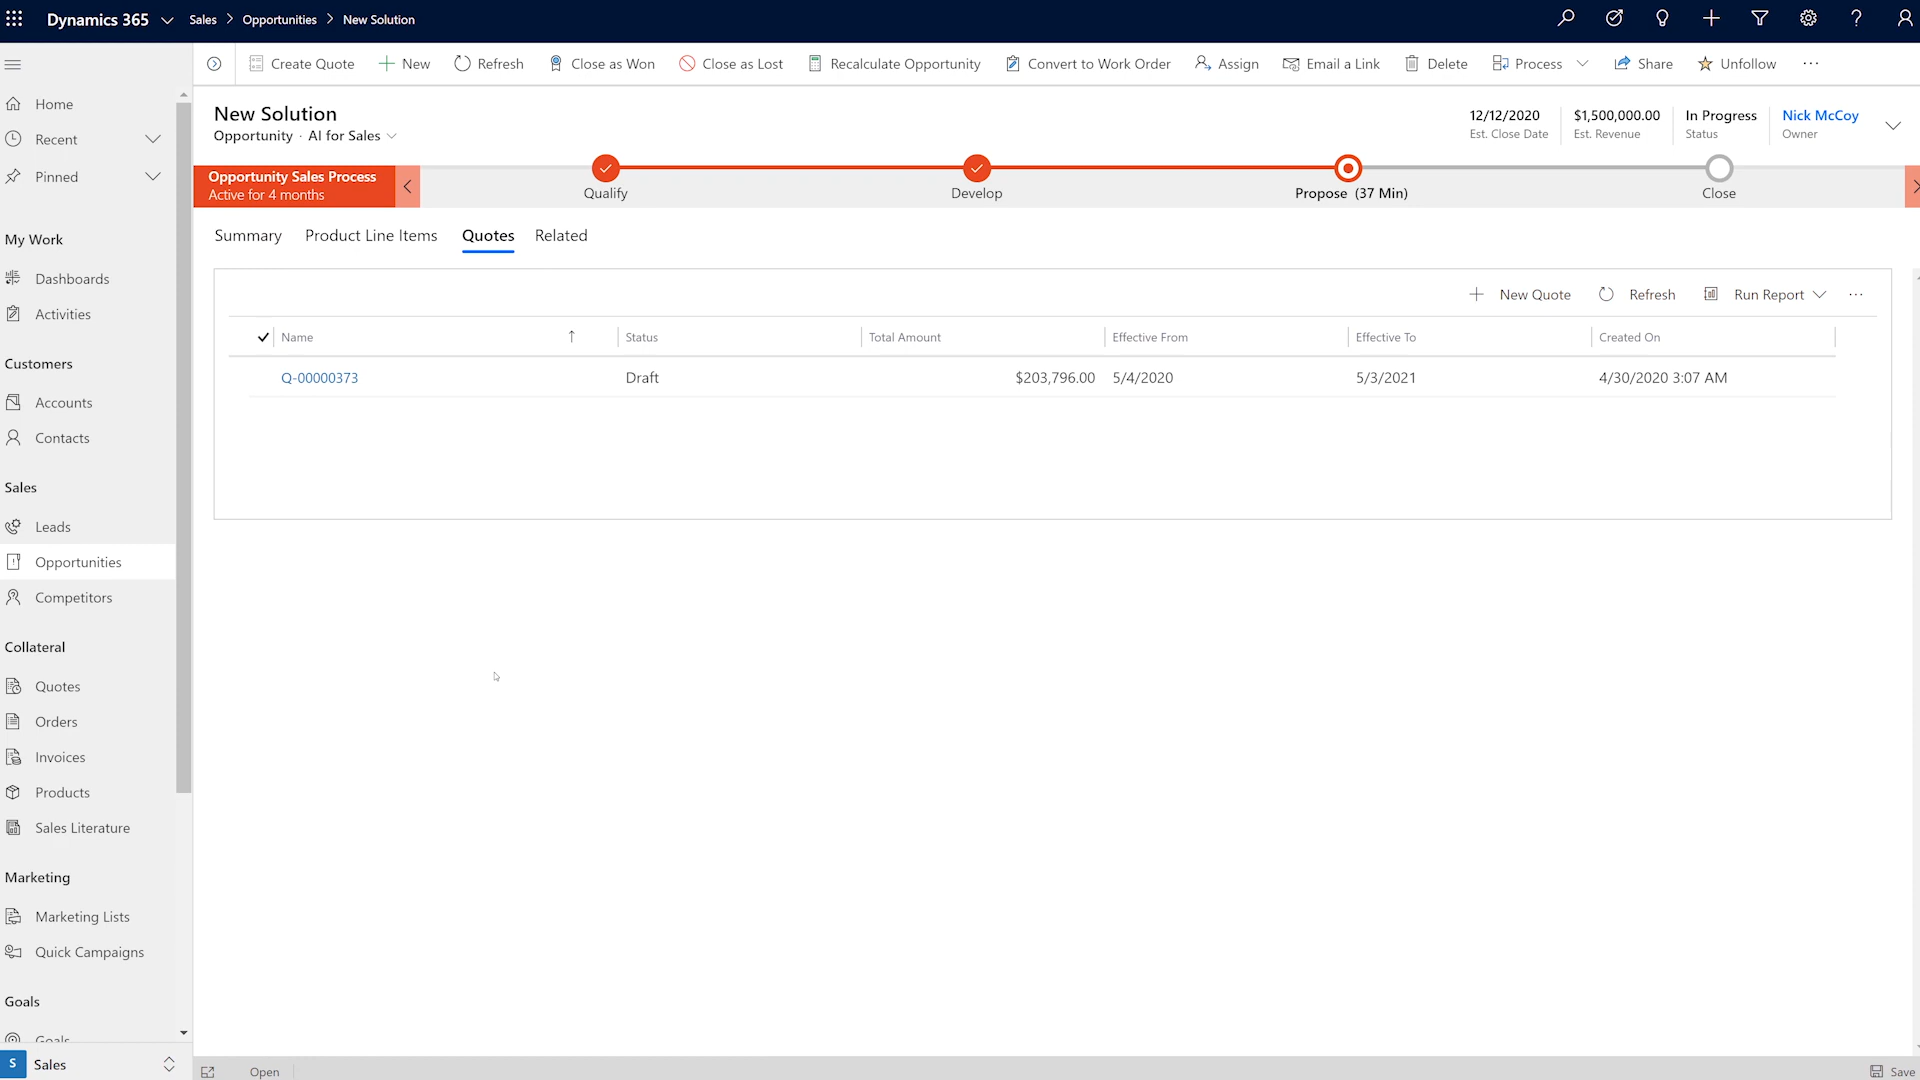 Dynamics 365
Sales > Opportunities > New Solution
Create Quote
New
Refresh
Close as Won
Close as Lost
Recalculate Opportunity
Convert to Work Order
Assign
Email a Link
Delete
Process
Share
Unfollow
Home
Recent
Pinned
My Work
Dashboards
Activities
Customers
Accounts
Contacts
Sales
Leads
Opportunities
Competitors
Collateral
Quotes
Orders
Invoices
Products
Sales Literature
Marketing
Marketing Lists
Quick Campaigns
Goals
Goals
S Sales
New Solution
Opportunity · AI for Sales
12/12/2020
Est. Close Date
$1,500,000.00
Est. Revenue
In Progress
Status
Nick McCoy
Owner
Opportunity Sales Process
Active for 4 months
Qualify
Develop
Propose (37 Min)
Close
Summary
Product Line Items
Quotes
Related
New Quote
Refresh
Run Report
Name
Status
Total Amount
Effective From
Effective To
Created On
Q-00000373
Draft
$203,796.00
5/4/2020
5/3/2021
4/30/2020 3:07 AM
Open
Save